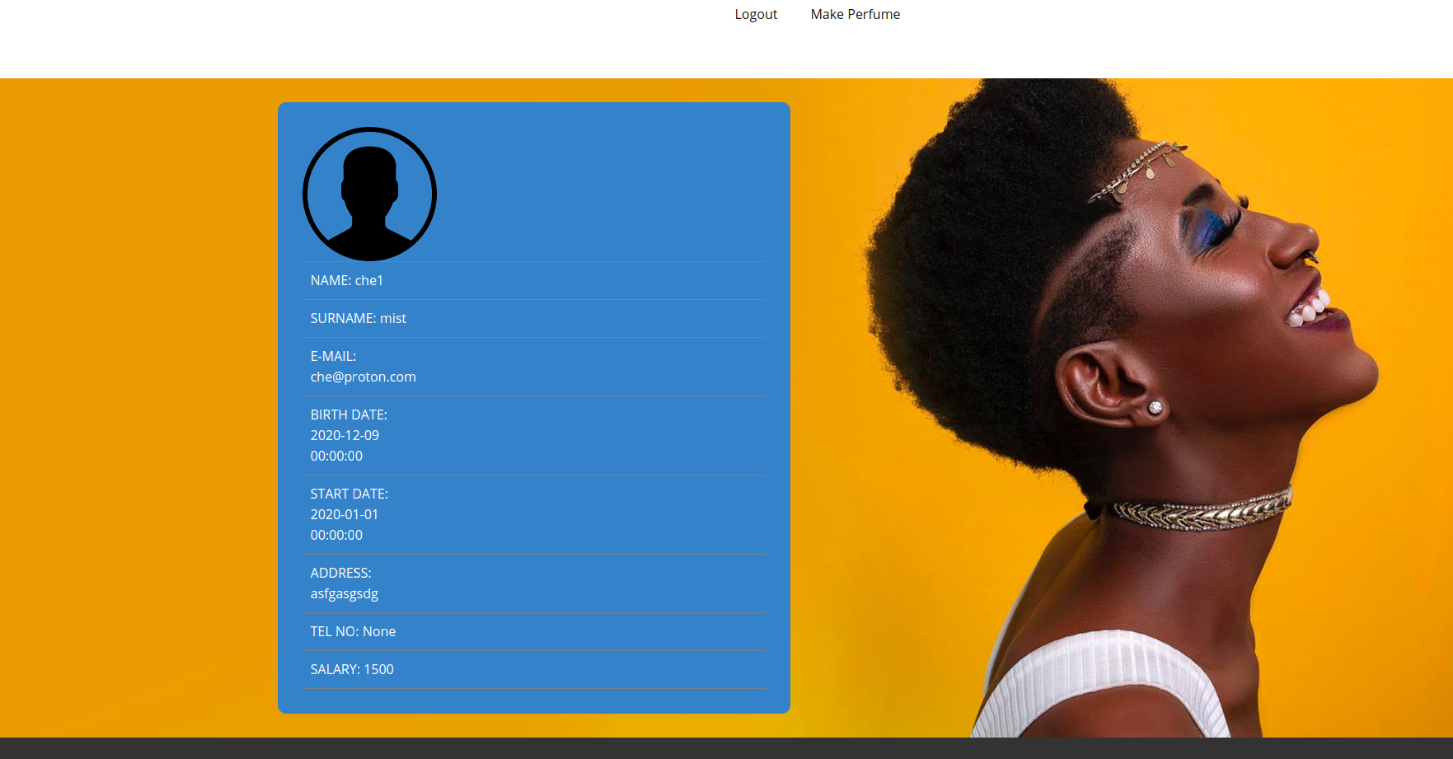 Logout Make Perfume
NAME: che1
SURNAME: mist
E-MAIL:
che@proton.com
BIRTH DATE:
2020-12-09
00:00:00
START DATE:
2020-01-01
00:00:00
ADDRESS:
asfgasgsdg
TEL NO: None
SALARY: 1500